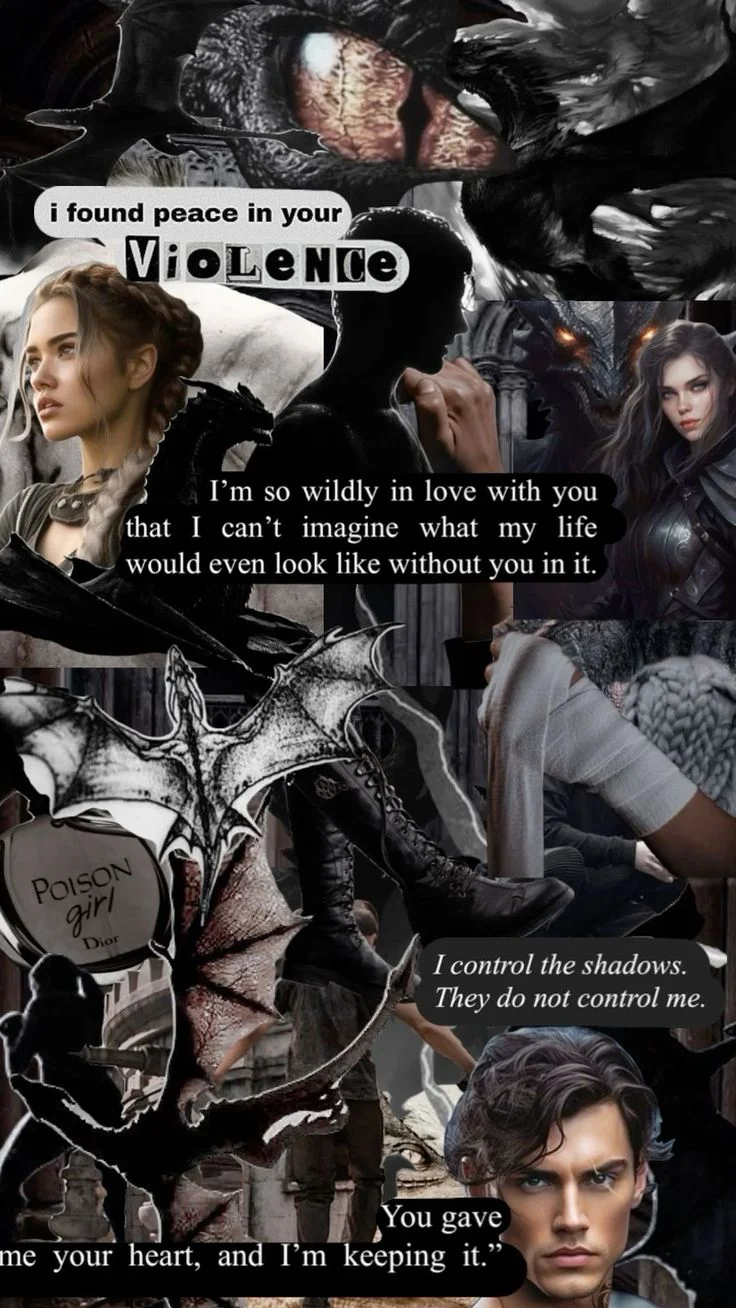 i found peace in your
ViOLeNCe
I'm so wildly in love with you
that I can't imagine what my life
would even look like without you in it.
POISON
girl
Dior
I control the shadows.
They do not control me.
You gave
me your heart, and I'm keeping it.”